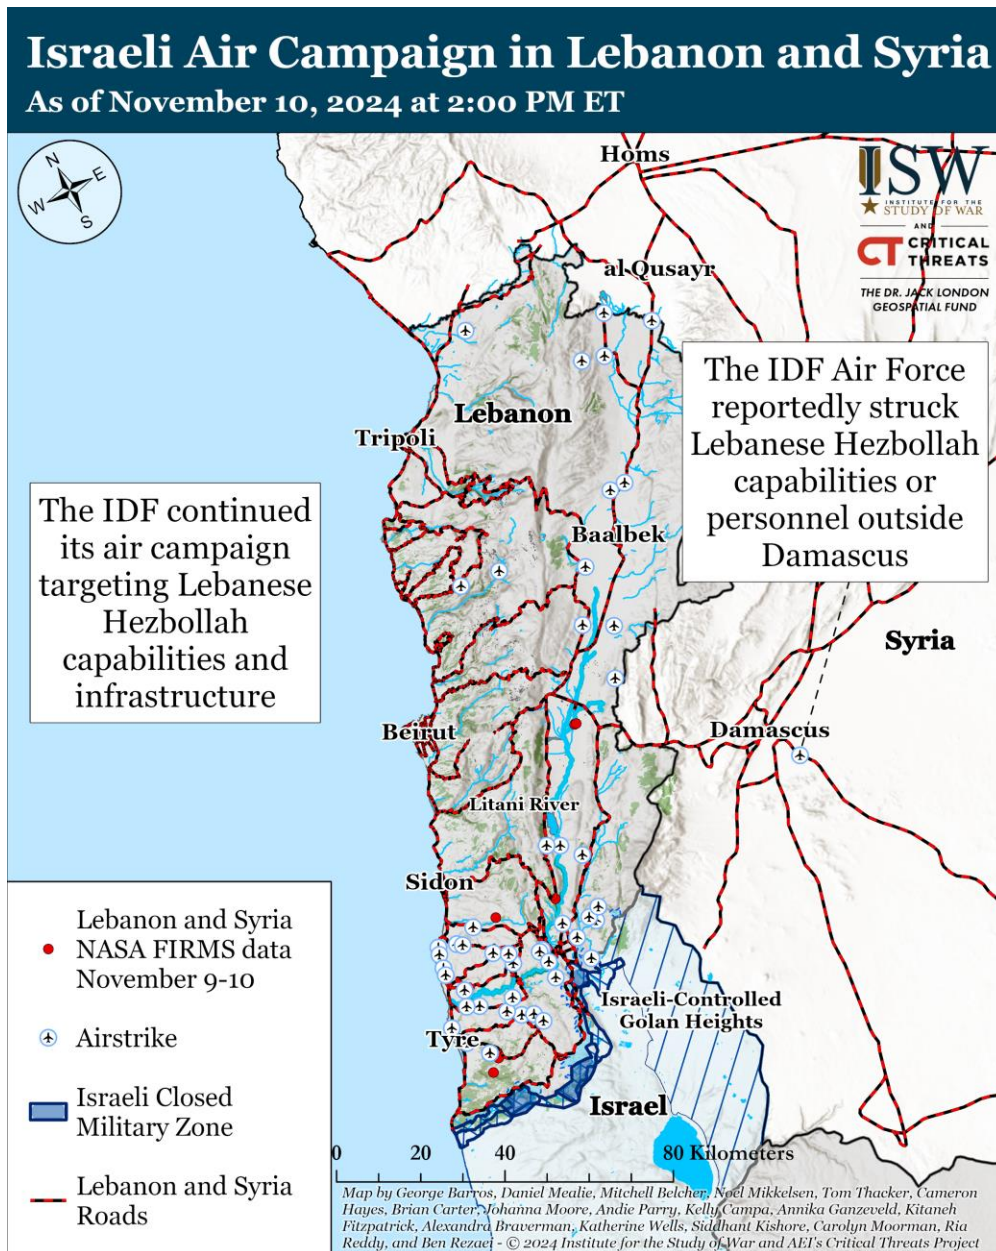 Israeli Air Campaign in Lebanon and Syria
As of November 10, 2024 at 2:00 PM ET
N
E
W
S
Homs
ISW
INSTITUTE FOR THE
STUDY OF WAR
AND
CT CRITICAL
THREATS
THE DR. JACK LONDON
GEOSPATIAL FUND
al Qusayr
The IDF Air Force
reportedly struck
Lebanese Hezbollah
capabilities or
personnel outside
Damascus
Lebanon
Tripoli
The IDF continued
its air campaign
targeting Lebanese
Hezbollah
capabilities and
infrastructure
Baalbek
Syria
Beirut
Damascus
Litani River
Sidon
Israeli-Controlled
Golan Heights
Tyre
Israel
Lebanon and Syria
NASA FIRMS data
November 9-10
Airstrike
Israeli Closed
Military Zone
Lebanon and Syria
Roads
0 20 40 80 Kilometers
Map by George Barros, Daniel Mealie, Mitchell Belcher, Noel Mikkelsen, Tom Thacker, Cameron
Hayes, Brian Carter, Johanna Moore, Andie Parry, Kelly Campa, Annika Ganzeveld, Kitaneh
Fitzpatrick, Alexandra Braverman, Katherine Wells, Siddhant Kishore, Carolyn Moorman, Ria
Reddy, and Ben Rezaei - © 2024 Institute for the Study of War and AEI's Critical Threats Project